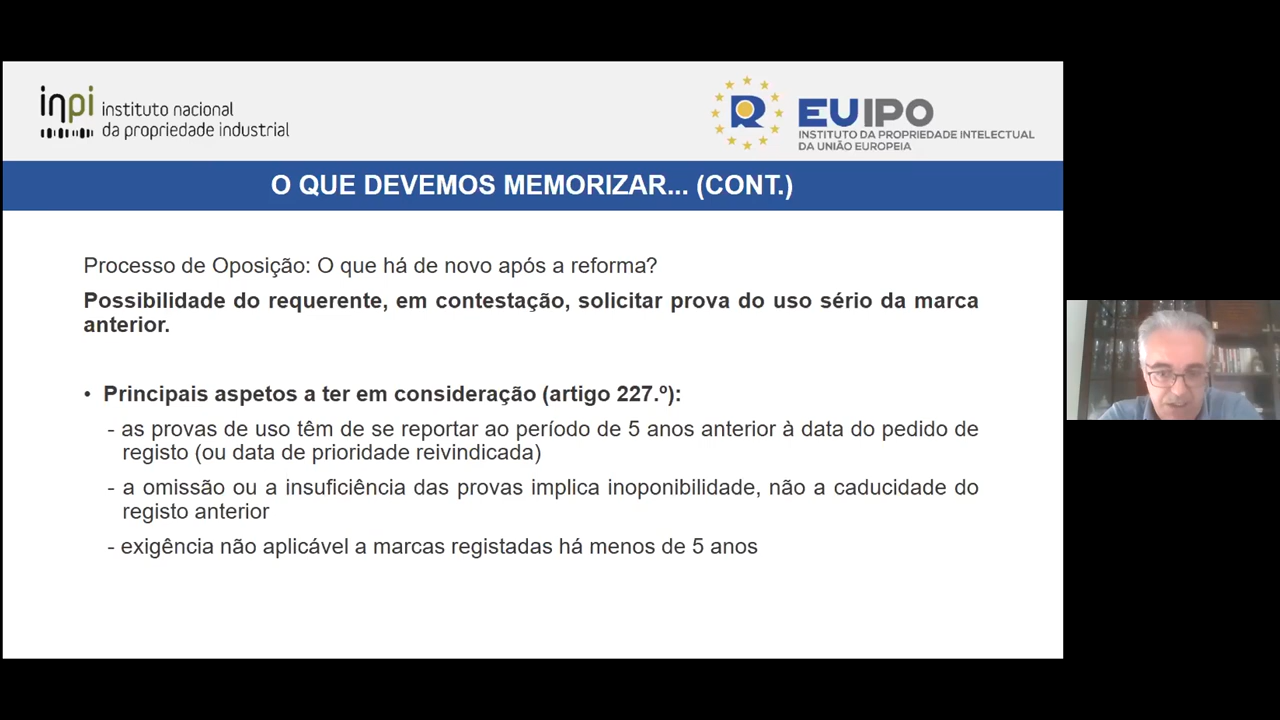 inpi instituto nacional
da propriedade industrial
EUIPO
INSTITUTO DA PROPRIEDADE INTELECTUAL
DA UNIÃO EUROPEIA
O QUE DEVEMOS MEMORIZAR... (CONT.)
Processo de Oposição: O que há de novo após a reforma?
Possibilidade do requerente, em contestação, solicitar prova do uso sério da marca
anterior.
• Principais aspetos a ter em consideração (artigo 227.º):
- as provas de uso têm de se reportar ao período de 5 anos anterior à data do pedido de
registo (ou data de prioridade reivindicada)
- a omissão ou a insuficiência das provas implica inoponibilidade, não a caducidade do
registo anterior
- exigência não aplicável a marcas registadas há menos de 5 anos